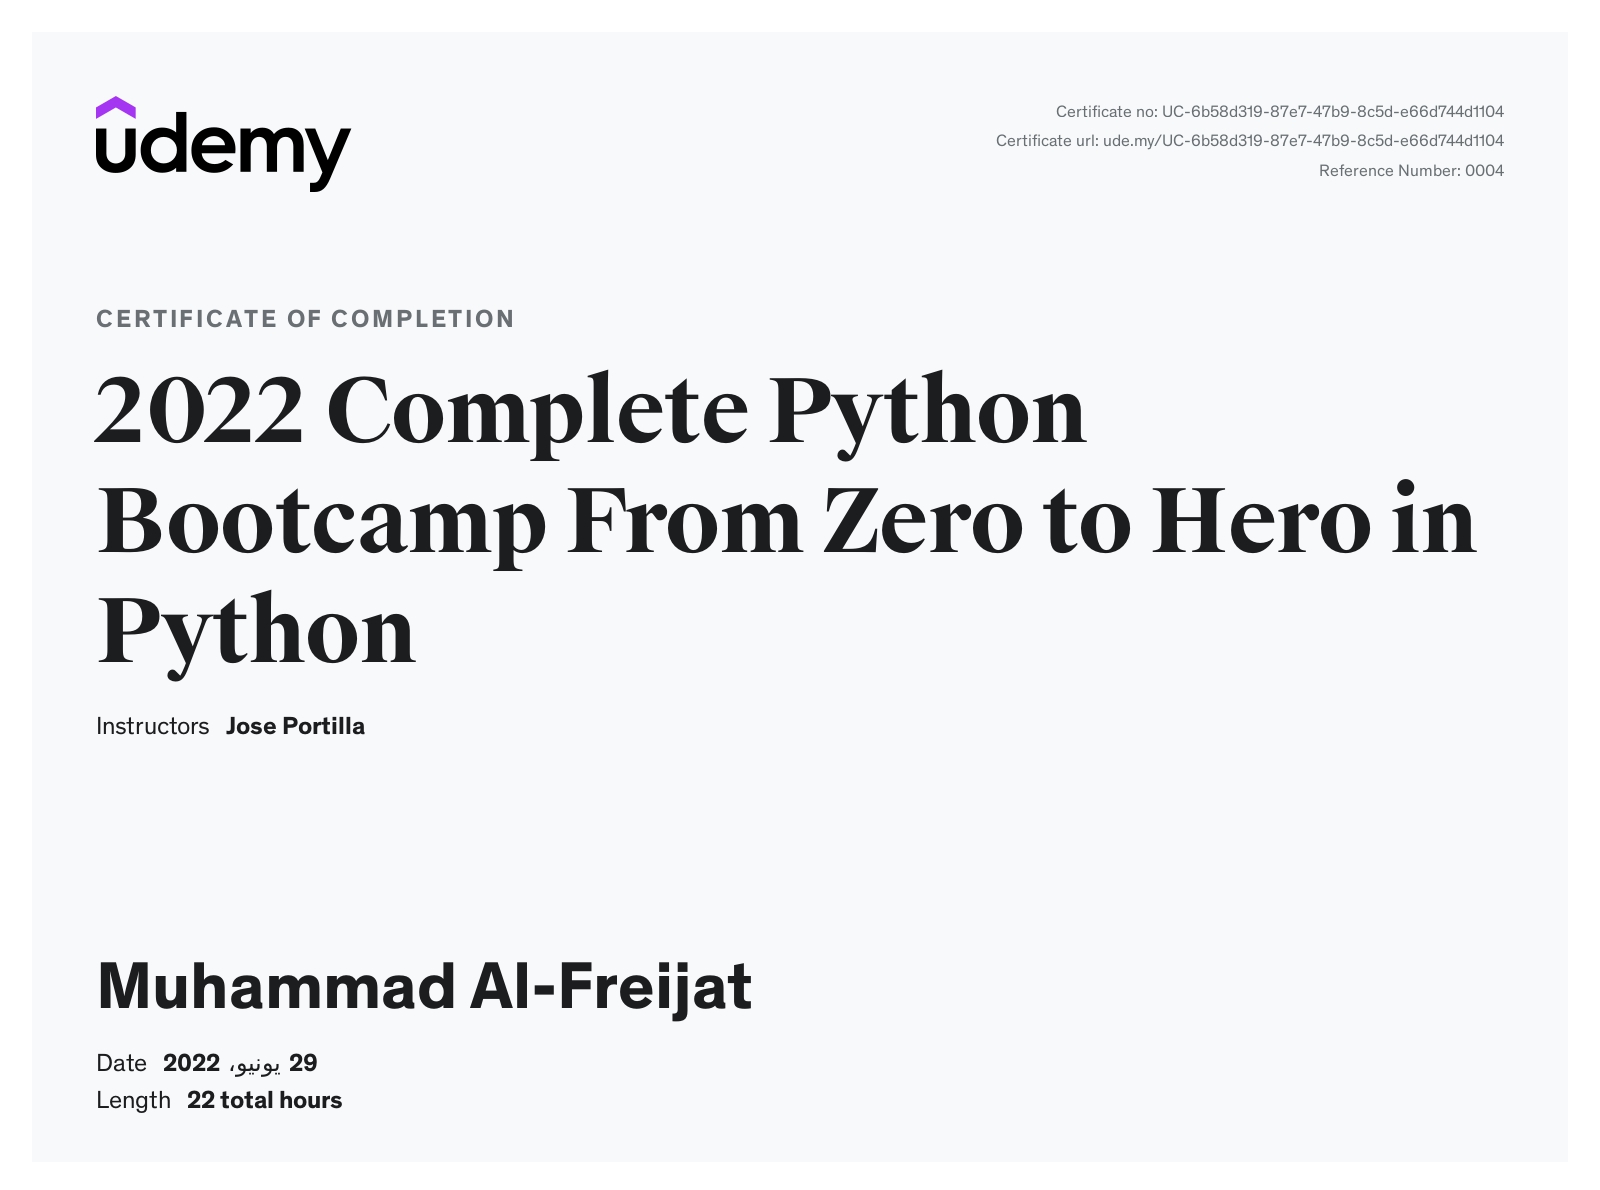 udemy
Certificate no: UC-6b58d319-87e7-47b9-8c5d-e66d744d1104
Certificate url: ude.my/UC-6b58d319-87e7-47b9-8c5d-e66d744d1104
Reference Number: 0004
CERTIFICATE OF COMPLETION
2022 Complete Python
Bootcamp From Zero to Hero in
Python
Instructors Jose Portilla
Muhammad Al-Freijjat
Date 29 يونيو، 2022
Length 22 total hours